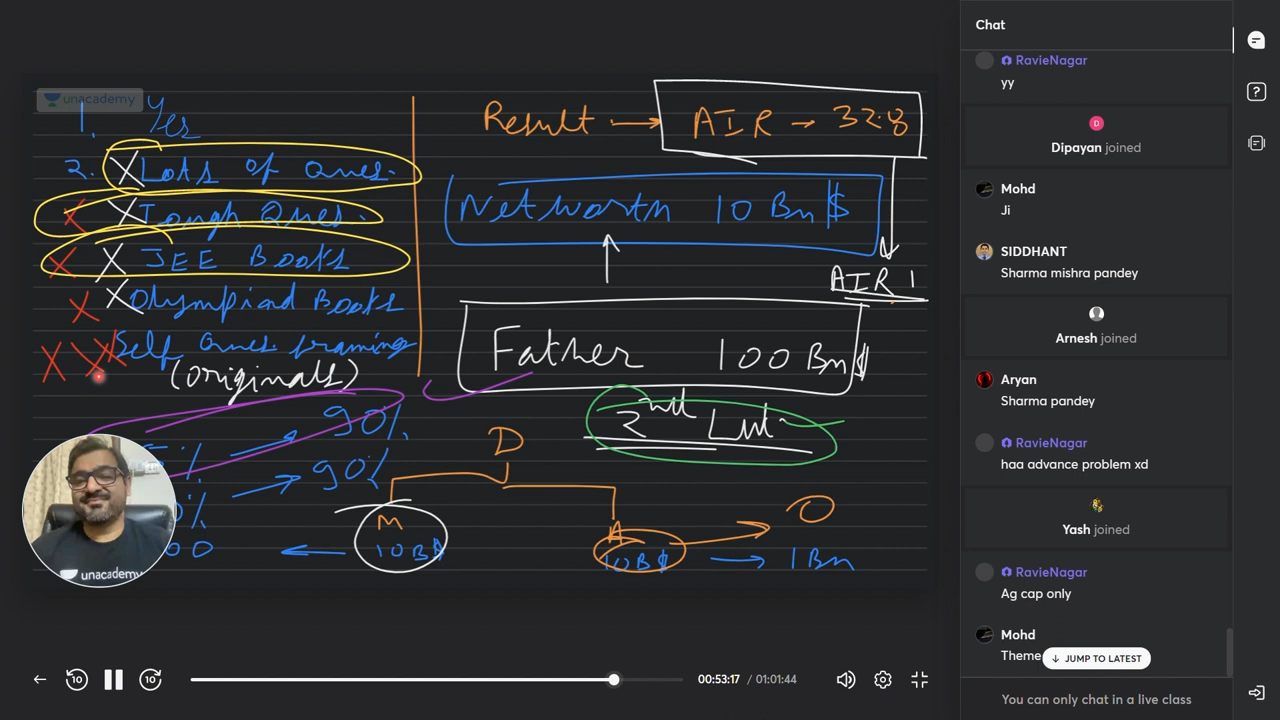 unacademy
1. Yes
2. X Lots of Ques.
X X Tough Ques.
X X JEE Books
X X Olympiad Books
X X X Self Ques. framing
(originals)
→ 90%
→ 90%
Result → AIR → 328
Networth 10 Bn $
AIR 1
Father 100 Bn $
2nd
D
M
10B$
A
10B$ → 1 Bn
O
unacademy
Chat
RavieNagar
yy
D
Dipayan joined
Mohd
Ji
SIDDHANT
Sharma mishra pandey
Arnesh joined
Aryan
Sharma pandey
RavieNagar
haa advance problem xd
Yash joined
RavieNagar
Ag cap only
Mohd
Theme
↓ JUMP TO LATEST
You can only chat in a live class
10
10
00:53:17 / 01:01:44